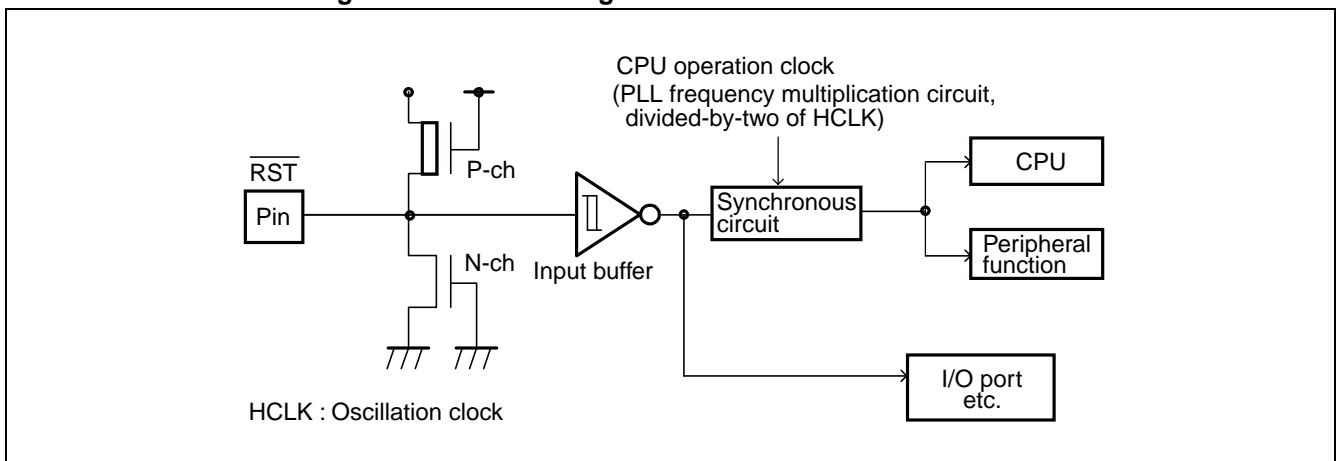 CPU operation clock
(PLL frequency multiplication circuit,
divided-by-two of HCLK)
RST
P-ch
Pin
N-ch
Input buffer
Synchronous
circuit
CPU
Peripheral
function
I/O port
etc.
HCLK : Oscillation clock